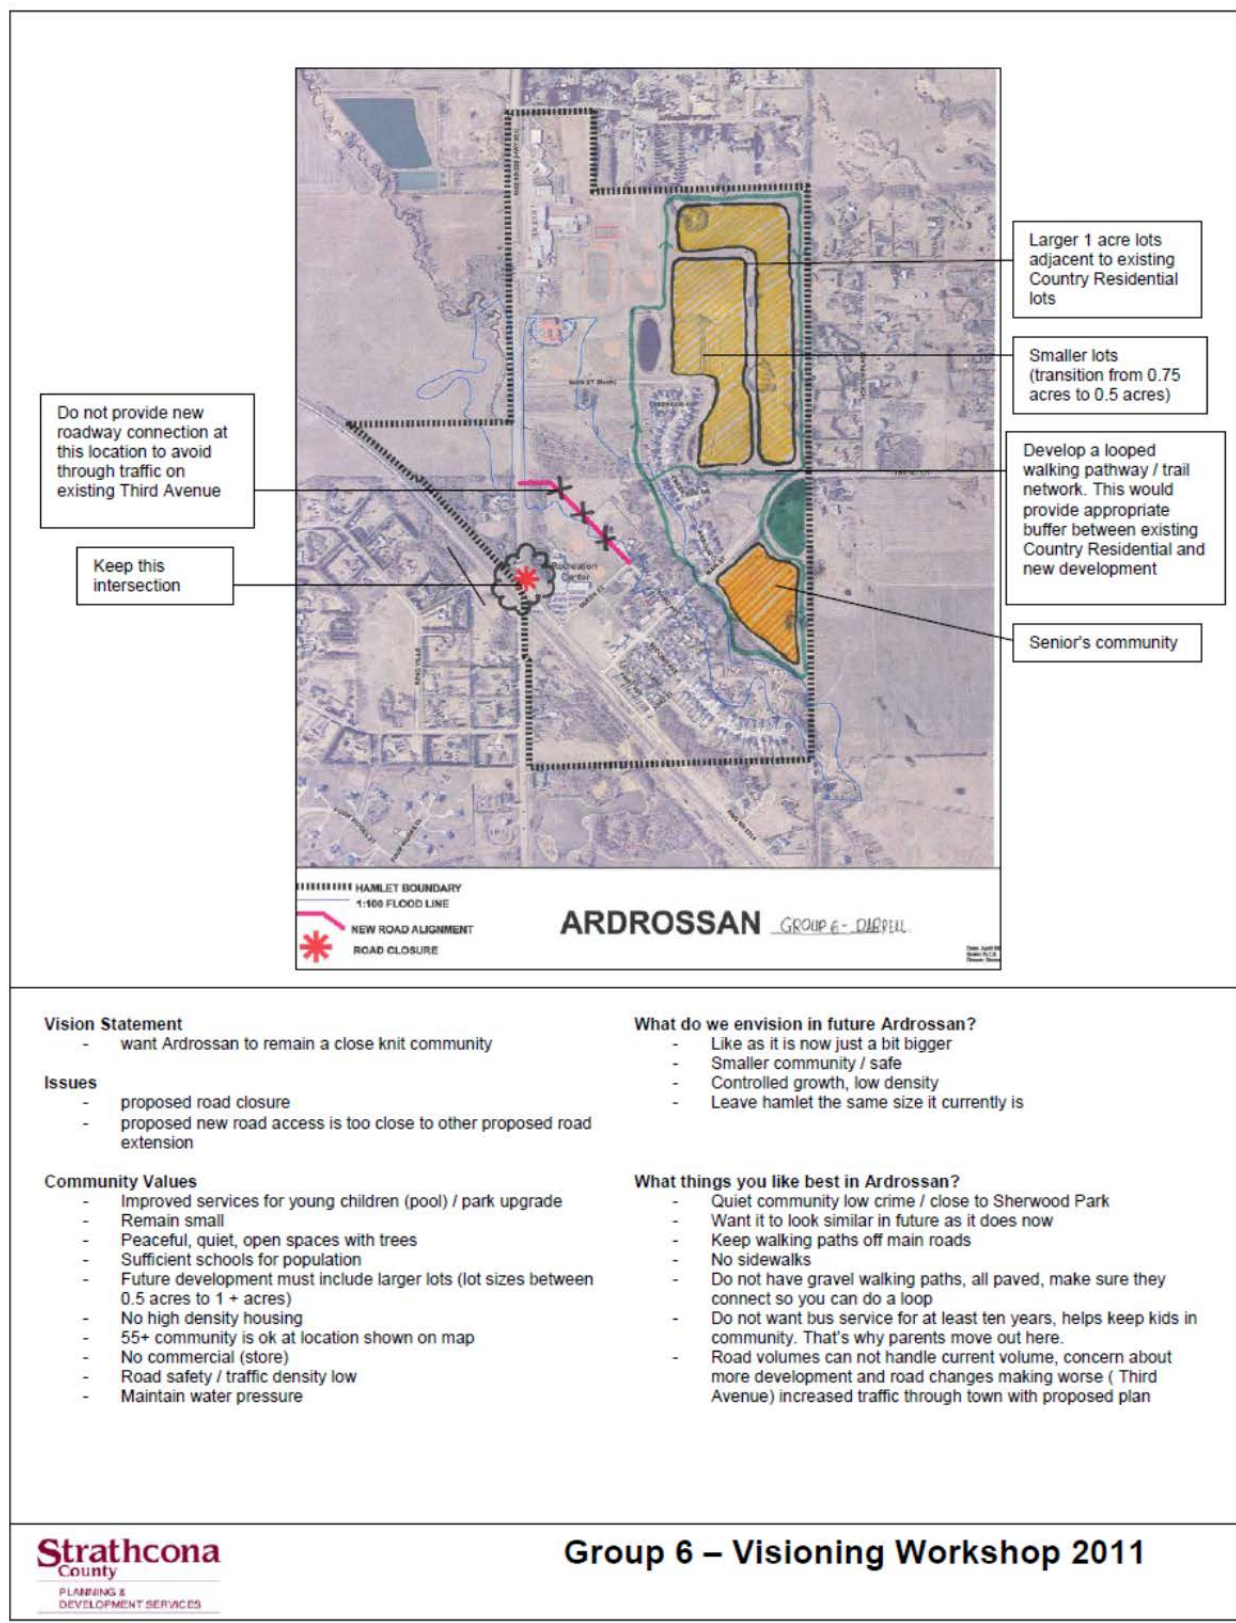 Larger 1 acre lots
adjacent to existing
Country Residential
lots
Smaller lots
(transition from 0.75
acres to 0.5 acres)
Do not provide new
roadway connection at
this location to avoid
through traffic on
existing Third Avenue
Develop a looped
walking pathway / trail
network. This would
provide appropriate
buffer between existing
Country Residential and
new development
Keep this
intersection
Senior's community
Recreation
Center
MAIN ST
HAMLET BOUNDARY
1:100 FLOOD LINE
NEW ROAD ALIGNMENT
ROAD CLOSURE
ARDROSSAN GROUP 6 - DARRELL
Vision Statement
- want Ardrossan to remain a close knit community
Issues
- proposed road closure
- proposed new road access is too close to other proposed road
extension
Community Values
- Improved services for young children (pool) / park upgrade
- Remain small
- Peaceful, quiet, open spaces with trees
- Sufficient schools for population
- Future development must include larger lots (lot sizes between
0.5 acres to 1 + acres)
- No high density housing
- 55+ community is ok at location shown on map
- No commercial (store)
- Road safety / traffic density low
- Maintain water pressure
What do we envision in future Ardrossan?
- Like as it is now just a bit bigger
- Smaller community / safe
- Controlled growth, low density
- Leave hamlet the same size it currently is
What things you like best in Ardrossan?
- Quiet community low crime / close to Sherwood Park
- Want it to look similar in future as it does now
- Keep walking paths off main roads
- No sidewalks
- Do not have gravel walking paths, all paved, make sure they
connect so you can do a loop
- Do not want bus service for at least ten years, helps keep kids in
community. That's why parents move out here.
- Road volumes can not handle current volume, concern about
more development and road changes making worse ( Third
Avenue) increased traffic through town with proposed plan
Strathcona
County
PLANNING &
DEVELOPMENT SERVICES
Group 6 – Visioning Workshop 2011